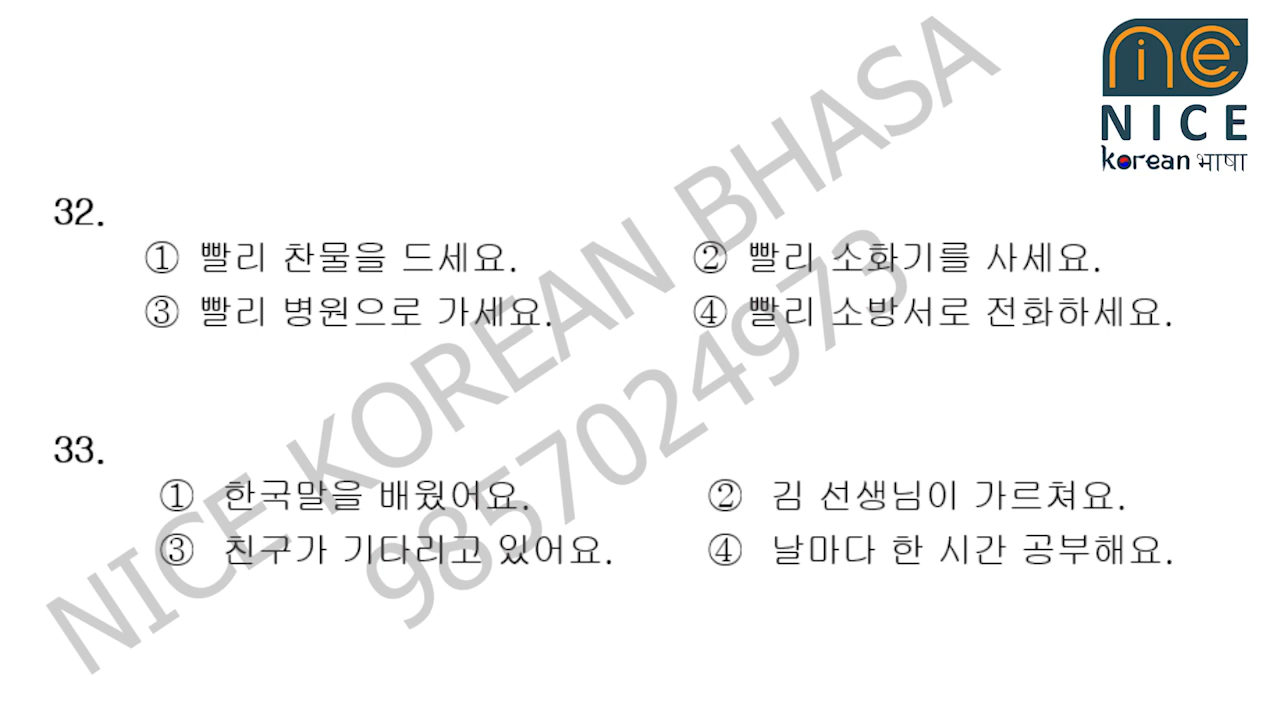 nie
NICE
korean भाषा
32.
① 빨리 찬물을 드세요. ② 빨리 소화기를 사세요.
③ 빨리 병원으로 가세요. ④ 빨리 소방서로 전화하세요.
33.
① 한국말을 배웠어요. ② 김 선생님이 가르쳐요.
③ 친구가 기다리고 있어요. ④ 날마다 한 시간 공부해요.
NICE KOREAN BHASA
9857024973